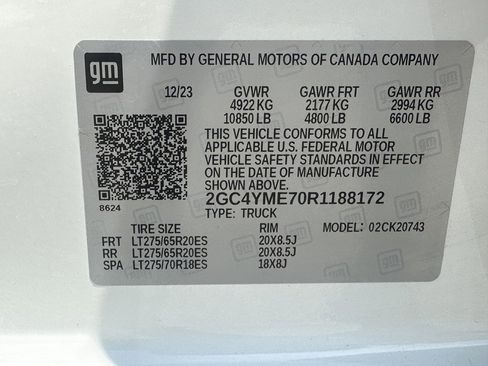 gm
MFD BY GENERAL MOTORS OF CANADA COMPANY
12/23 GVWR GAWR FRT GAWR RR
4922 KG 2177 KG 2994 KG
10850 LB 4800 LB 6600 LB
THIS VEHICLE CONFORMS TO ALL
APPLICABLE U.S. FEDERAL MOTOR
VEHICLE SAFETY STANDARDS IN EFFECT
ON THE DATE OF MANUFACTURE
SHOWN ABOVE.
8624
2GC4YME70R1188172
TYPE: TRUCK
TIRE SIZE RIM MODEL: 02CK20743
FRT LT275/65R20ES 20X8.5J
RR LT275/65R20ES 20X8.5J
SPA LT275/70R18ES 18X8J